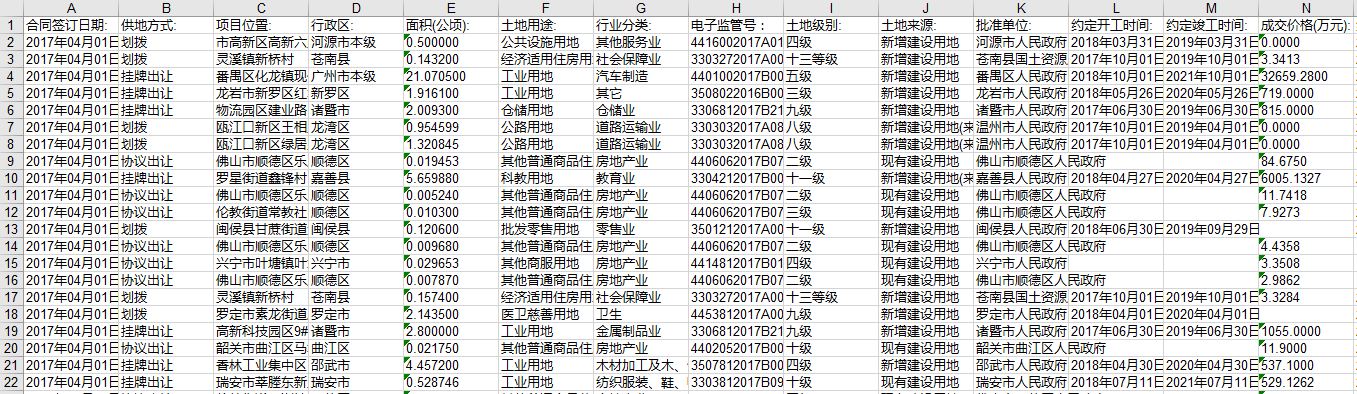 A B C D E F G H I J K L M N
1 合同签订日期: 供地方式: 项目位置: 行政区: 面积(公顷): 土地用途: 行业分类: 电子监管号: 土地级别: 土地来源: 批准单位: 约定开工时间: 约定竣工时间: 成交价格(万元):
2 2017年04月01日 划拨 市高新区高新六 河源市本级 0.500000 公共设施用地 其他服务业 4416002017A01 四级 新增建设用地 河源市人民政府 2018年03月31日 2019年03月31日 0.0000
3 2017年04月01日 划拨 灵溪镇新桥村 苍南县 0.143200 经济适用住房用 社会保障业 3303272017A00 十三等级 新增建设用地 苍南县国土资源 2017年10月01日 2019年10月01日 3.3413
4 2017年04月01日 挂牌出让 番禺区化龙镇现 广州市本级 21.070500 工业用地 汽车制造 4401002017B00 五级 新增建设用地 番禺区人民政府 2018年10月01日 2021年10月01日 32659.2800
5 2017年04月01日 挂牌出让 龙岩市新罗区红 新罗区 1.916100 工业用地 其它 3508022016B00 三级 新增建设用地 龙岩市人民政府 2018年05月26日 2020年05月26日 719.0000
6 2017年04月01日 挂牌出让 物流园区建业路 诸暨市 2.009300 仓储用地 仓储业 3306812017B21 九级 新增建设用地 诸暨市人民政府 2017年06月30日 2019年06月30日 815.0000
7 2017年04月01日 划拨 瓯江口新区王相 龙湾区 0.954599 公路用地 道路运输业 3303032017A08 八级 新增建设用地(来 温州市人民政府 2017年10月01日 2019年04月01日 0.0000
8 2017年04月01日 划拨 瓯江口新区绿居 龙湾区 1.320845 公路用地 道路运输业 3303032017A08 八级 新增建设用地(来 温州市人民政府 2017年10月01日 2019年04月01日 0.0000
9 2017年04月01日 协议出让 佛山市顺德区乐 顺德区 0.019453 其他普通商品住 房地产业 4406062017B07 二级 现有建设用地 佛山市顺德区人民政府 84.6750
10 2017年04月01日 挂牌出让 罗星街道鑫锋村 嘉善县 5.659880 科教用地 教育业 3304212017B00 十一级 新增建设用地(来 嘉善县人民政府 2018年04月27日 2020年04月27日 6005.1327
11 2017年04月01日 协议出让 佛山市顺德区乐 顺德区 0.005240 其他普通商品住 房地产业 4406062017B07 二级 现有建设用地 佛山市顺德区人民政府 11.7418
12 2017年04月01日 协议出让 伦教街道常教社 顺德区 0.010300 其他普通商品住 房地产业 4406062017B07 三级 现有建设用地 佛山市顺德区人民政府 7.9273
13 2017年04月01日 划拨 闽侯县甘蔗街道 闽侯县 0.120600 批发零售用地 零售业 3501212017A00 十一级 新增建设用地 闽侯县人民政府 2018年06月30日 2019年09月29日
14 2017年04月01日 协议出让 佛山市顺德区乐 顺德区 0.009680 其他普通商品住 房地产业 4406062017B07 二级 现有建设用地 佛山市顺德区人民政府 4.4358
15 2017年04月01日 协议出让 兴宁市叶塘镇叶 兴宁市 0.029653 其他商服用地 房地产业 4414812017B01 四级 现有建设用地 兴宁市人民政府 3.3508
16 2017年04月01日 协议出让 佛山市顺德区乐 顺德区 0.007870 其他普通商品住 房地产业 4406062017B07 二级 现有建设用地 佛山市顺德区人民政府 2.9862
17 2017年04月01日 划拨 灵溪镇新桥村 苍南县 0.157400 经济适用住房用 社会保障业 3303272017A00 十三等级 新增建设用地 苍南县国土资源 2017年10月01日 2019年10月01日 3.3284
18 2017年04月01日 划拨 罗定市素龙街道 罗定市 2.143500 医卫慈善用地 卫生 4453812017A00 九级 新增建设用地 罗定市人民政府 2018年04月01日 2020年04月01日
19 2017年04月01日 挂牌出让 高新科技园区9# 诸暨市 2.800000 工业用地 金属制品业 3306812017B21 九级 新增建设用地 诸暨市人民政府 2017年06月30日 2019年06月30日 1055.0000
20 2017年04月01日 协议出让 韶关市曲江区马 曲江区 0.021750 其他普通商品住 房地产业 4402052017B00 十级 现有建设用地 韶关市曲江区人民政府 11.9000
21 2017年04月01日 挂牌出让 香林工业集中区 邵武市 4.457200 工业用地 木材加工及木、 3507812017B00 四级 新增建设用地 邵武市人民政府 2018年04月30日 2020年04月30日 537.1000
22 2017年04月01日 挂牌出让 瑞安市莘塍东新 瑞安市 0.528746 工业用地 纺织服装、鞋、 3303812017B09 十级 现有建设用地 瑞安市人民政府 2018年07月11日 2021年07月11日 529.1262